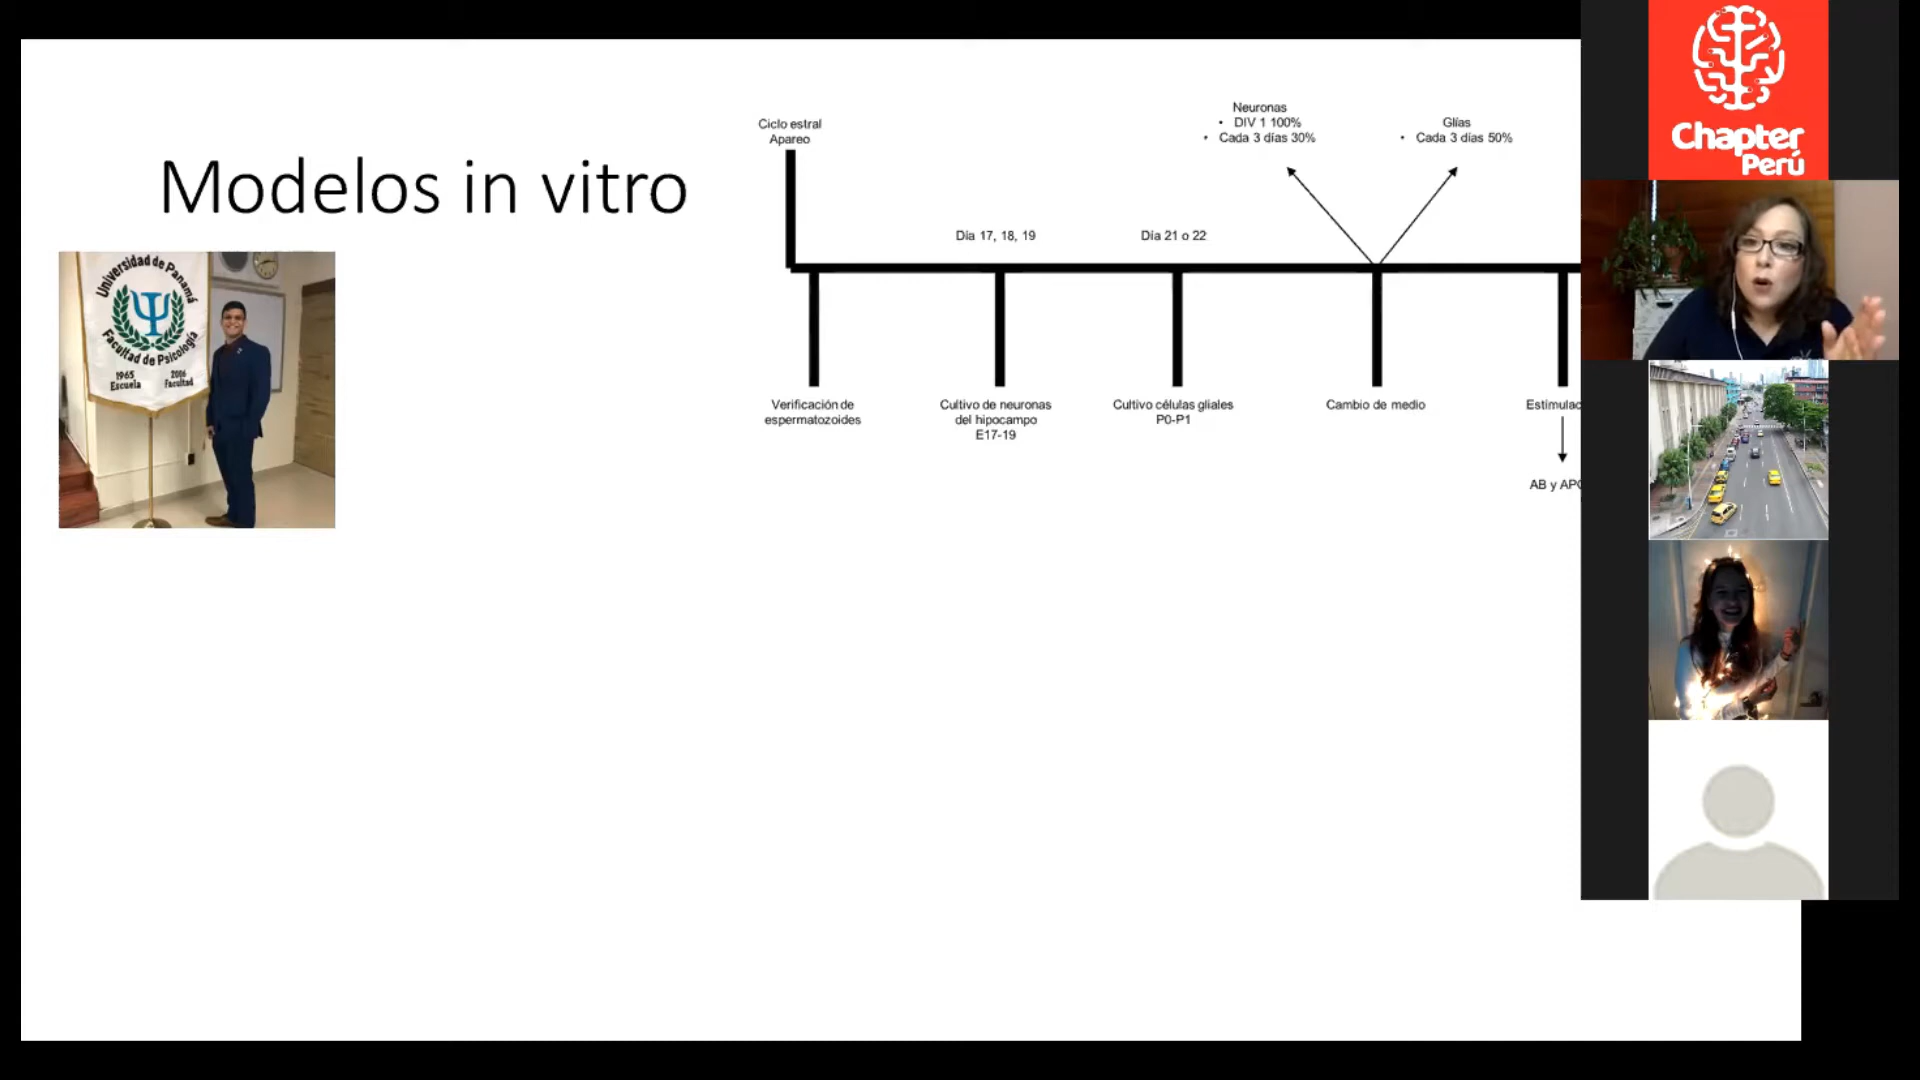 Modelos in vitro
Universidad de Panamá
Facultad de Psicología
1965
Escuela
2006
Facultad
Ciclo estral
Apareo
Neuronas
• DIV 1 100%
• Cada 3 días 30%
Glías
• Cada 3 días 50%
Día 17, 18, 19
Día 21 o 22
Verificación de
espermatozoides
Cultivo de neuronas
del hipocampo
E17-19
Cultivo células gliales
P0-P1
Cambio de medio
Estimulac
AB y AP
Chapter
Perú